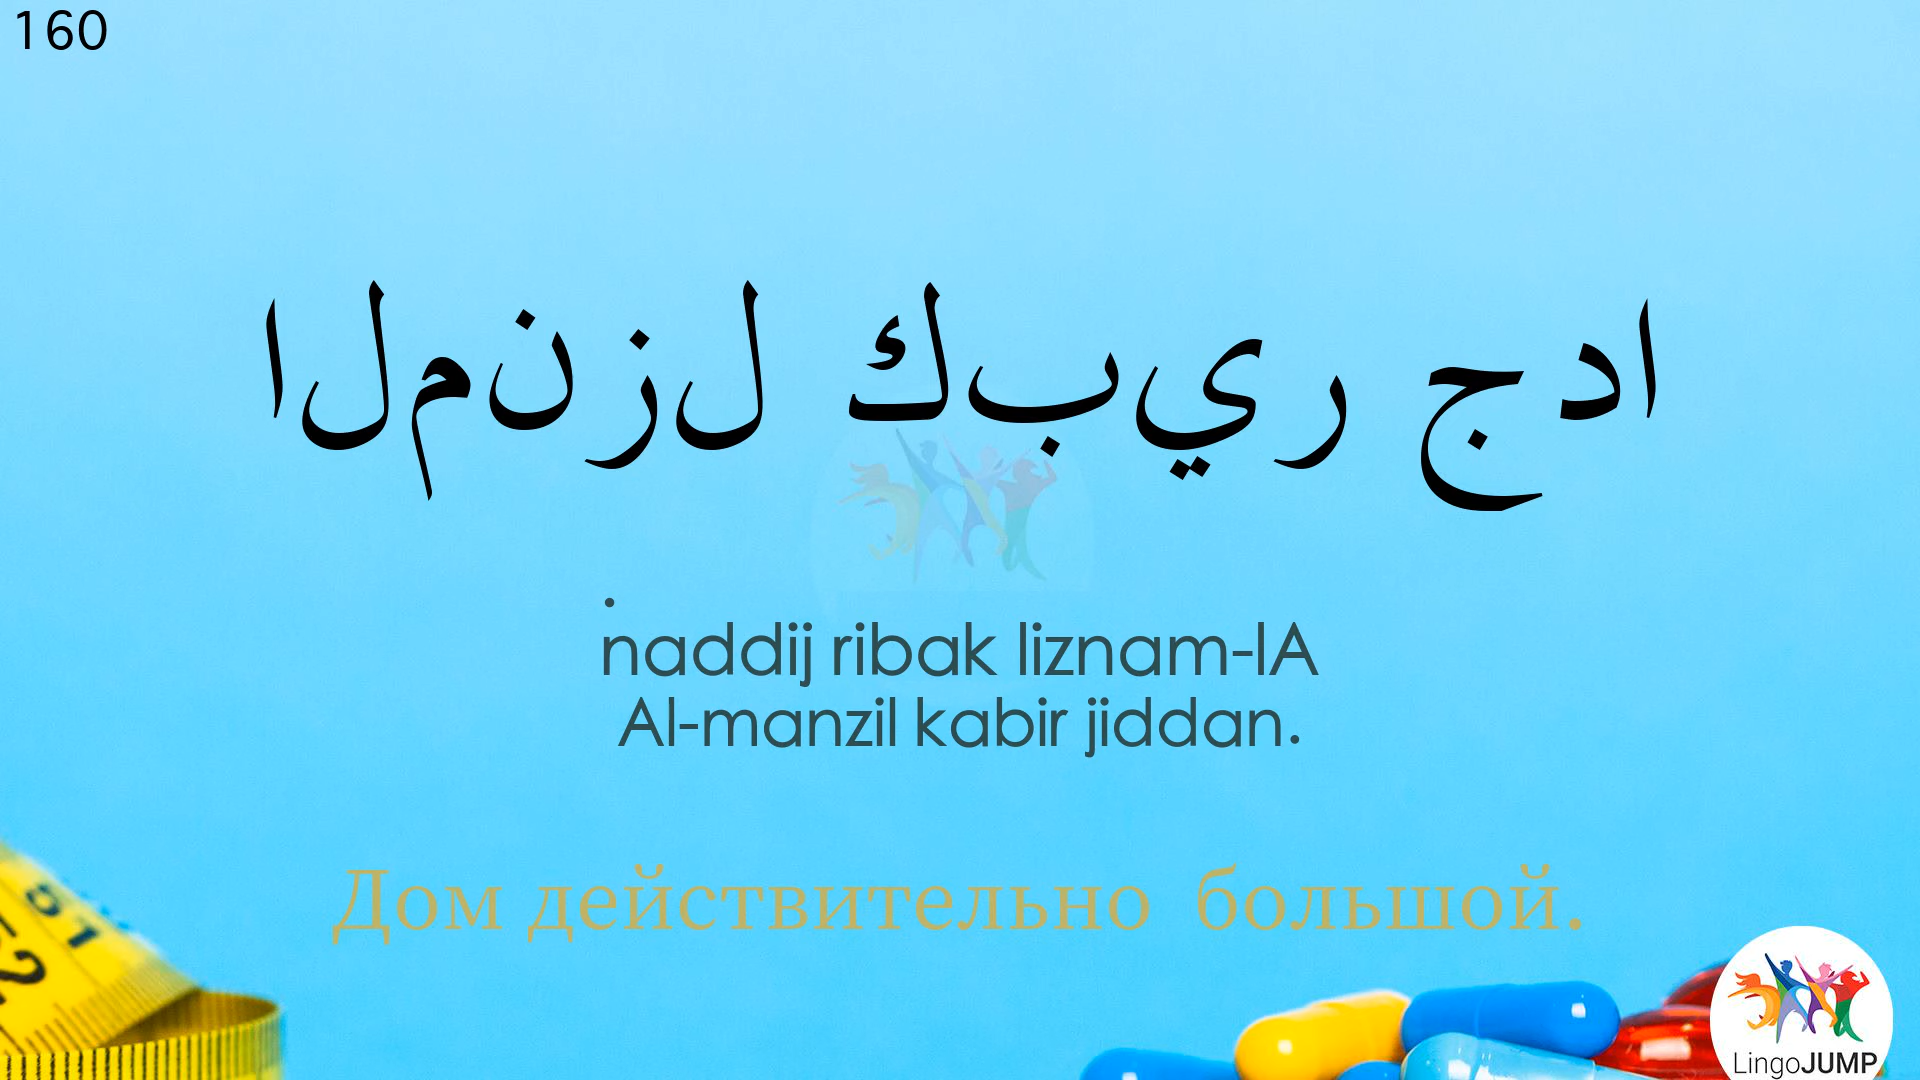 160
المنزل كبير جدا
.
naddij ribak liznam-lA
Al-manzil kabir jiddan.
Дом действительно большой.
LingoJUMP